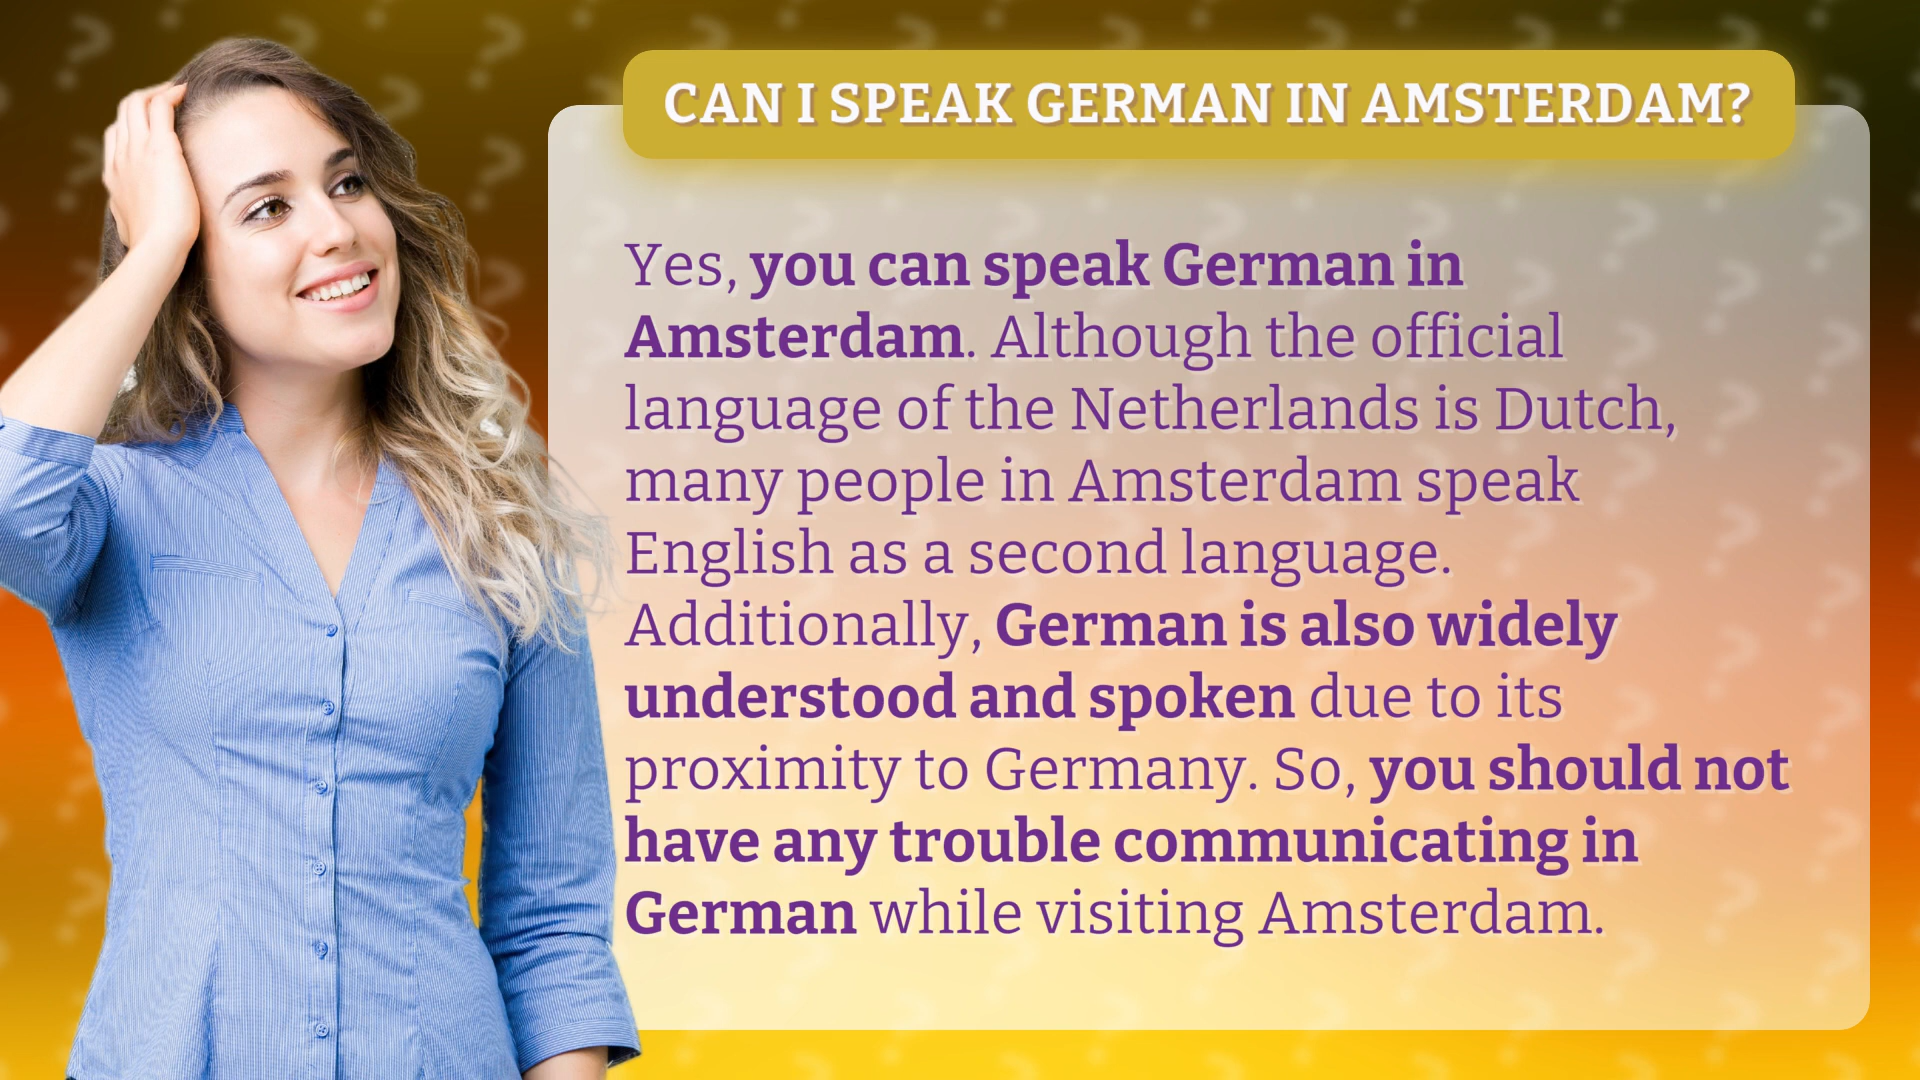 CAN I SPEAK GERMAN IN AMSTERDAM?
Yes, you can speak German in
Amsterdam. Although the official
language of the Netherlands is Dutch,
many people in Amsterdam speak
English as a second language.
Additionally, German is also widely
understood and spoken due to its
proximity to Germany. So, you should not
have any trouble communicating in
German while visiting Amsterdam.